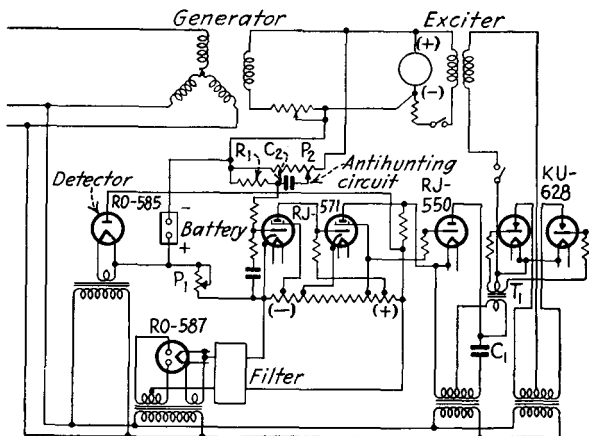 Generator
Exciter
(+)
(-)
R1
C2
P2
Antihunting
circuit
Detector
RO-585
-
Battery
+
RJ-571
RJ-
550
KU-
628
P1
(-)
(+)
T1
C1
RO-587
Filter